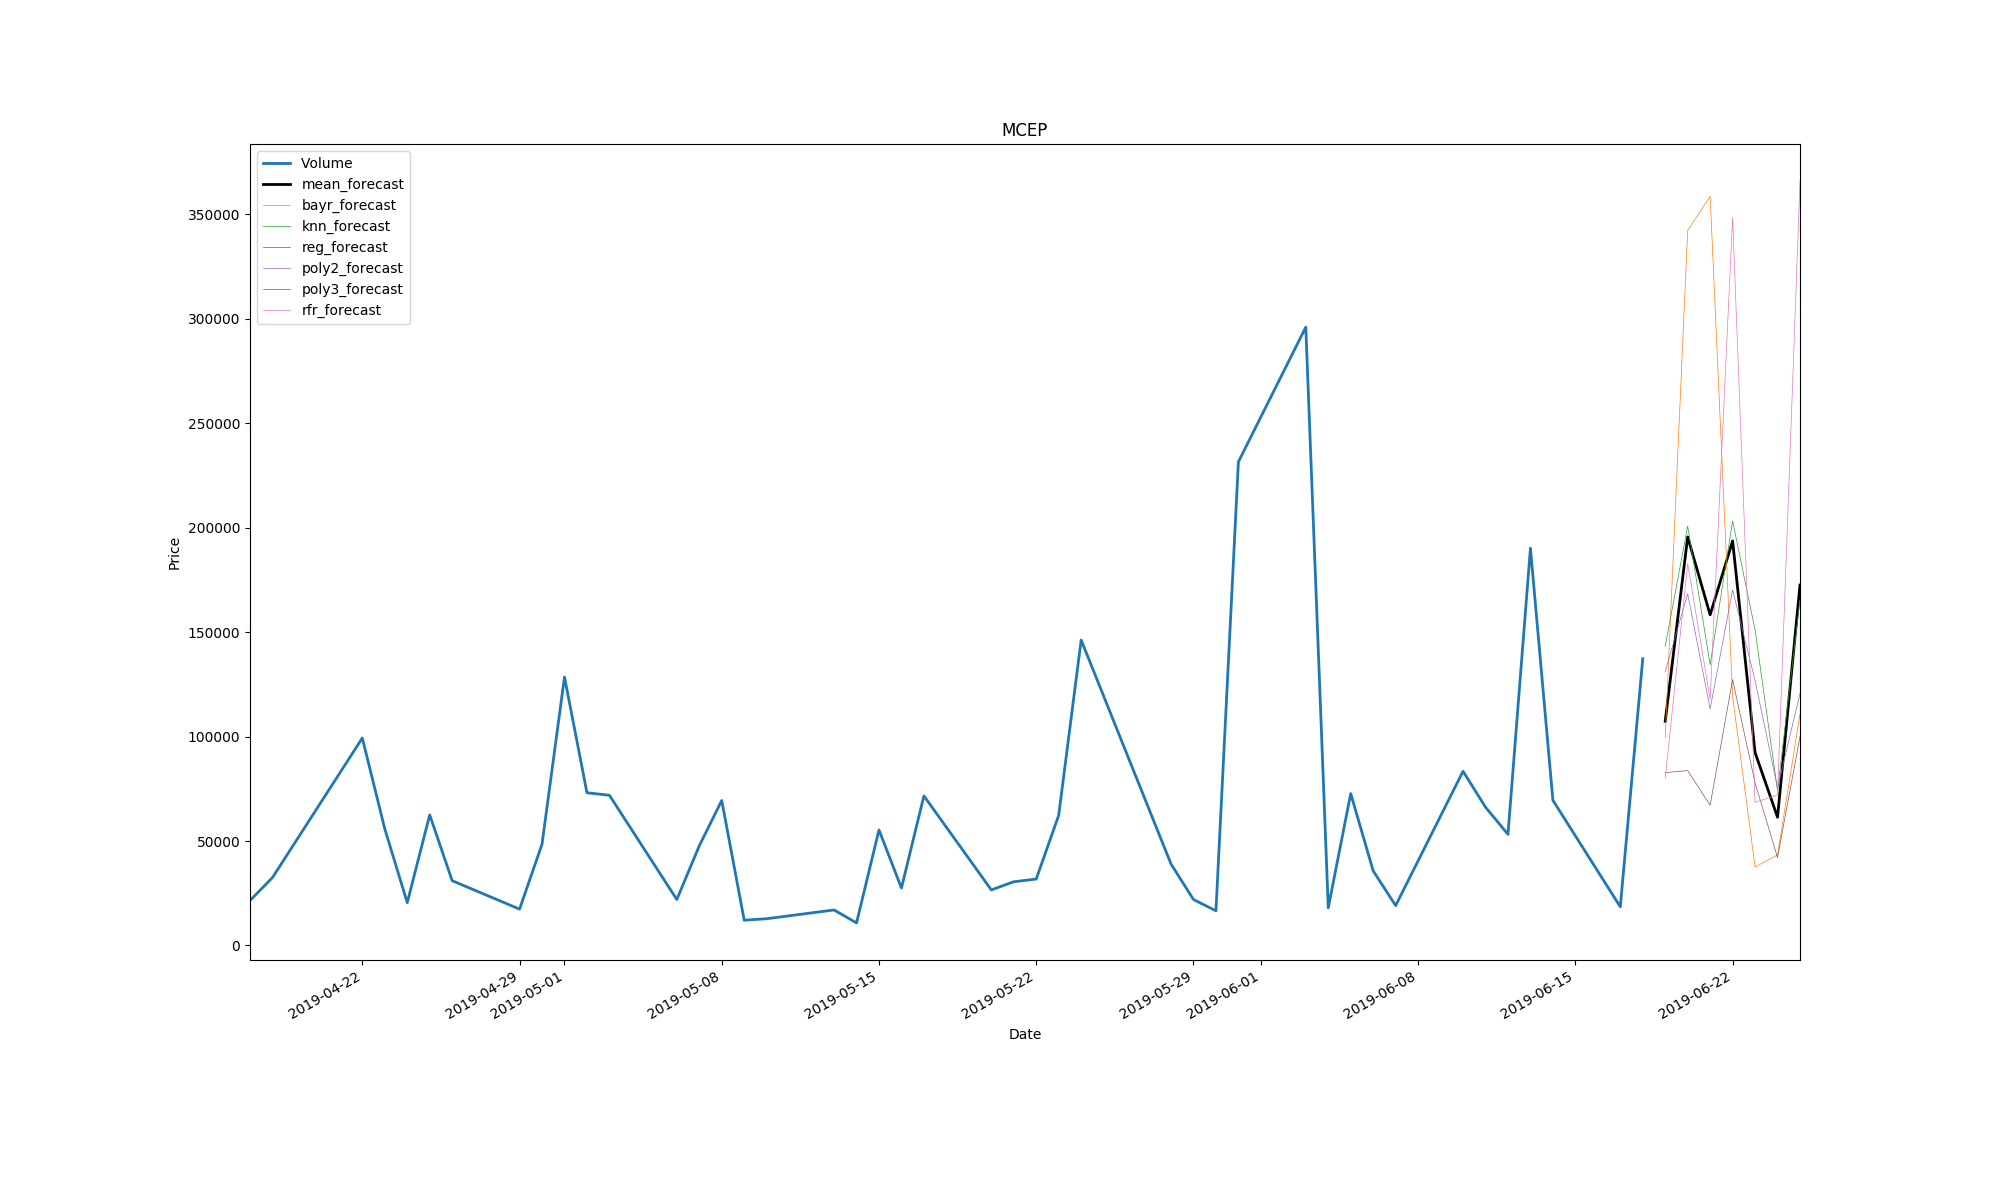 MCEP
Volume
mean_forecast
bayr_forecast
knn_forecast
reg_forecast
poly2_forecast
poly3_forecast
rfr_forecast
350000
300000
250000
200000
150000
100000
50000
0
Price
2019-04-22
2019-04-29
2019-05-01
2019-05-08
2019-05-15
2019-05-22
2019-05-29
2019-06-01
2019-06-08
2019-06-15
2019-06-22
Date